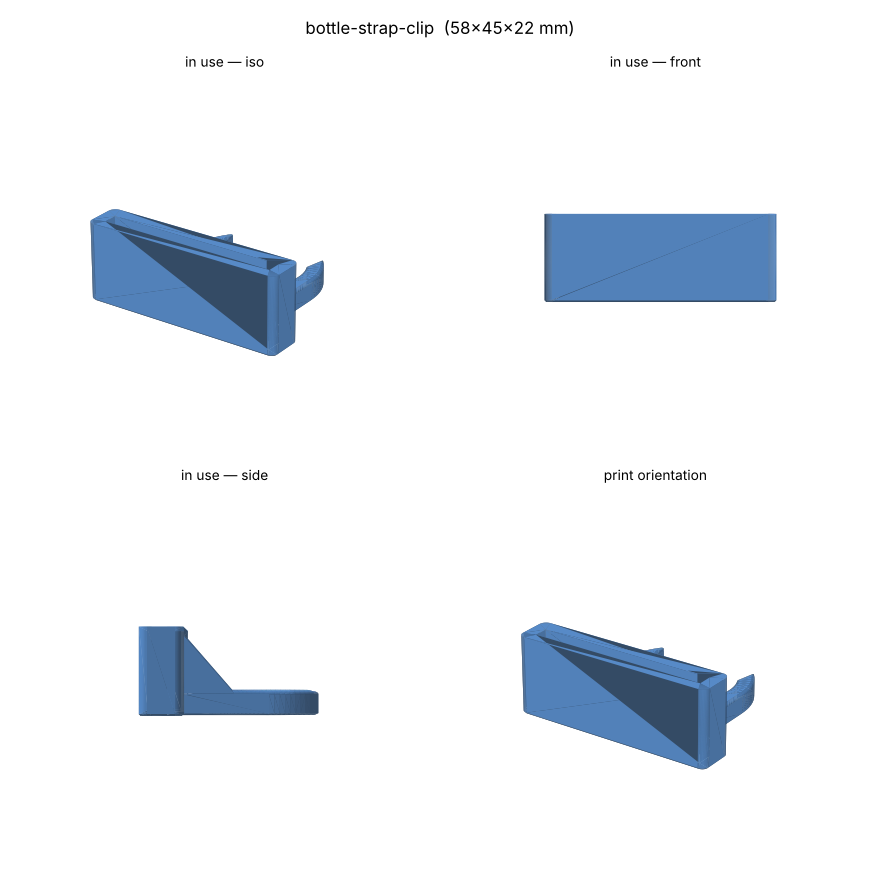 bottle-strap-clip (58×45×22 mm)
in use — iso
in use — front
in use — side
print orientation